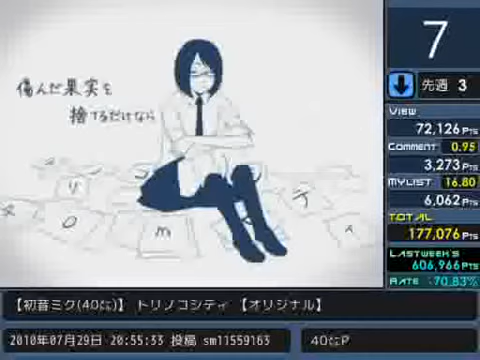 傷んだ果実を
捨てるだけなら
リ
O
m
7
先週 3
VIEW
72,126 PTS
COMMENT 0.95
3,273 PTS
MYLIST 16.80
6,062 PTS
TOTAL
177,076 PTS
LASTWEEK'S
606,966 PTS
RATE -70.83%
【初音ミク(40㍍)】 トリノコシティ 【オリジナル】
2010年07月29日 20:55:33 投稿 sm11559163
40㍍P